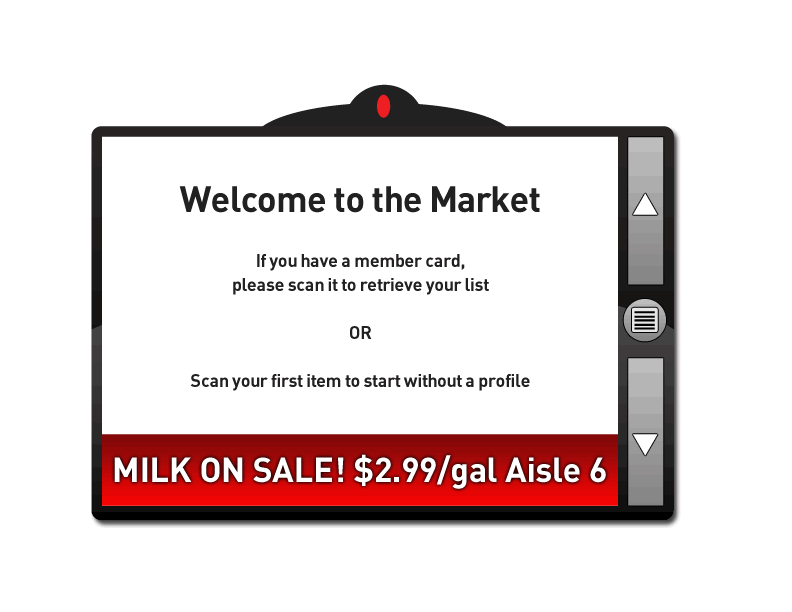 Welcome to the Market
If you have a member card,
please scan it to retrieve your list
OR
Scan your first item to start without a profile
MILK ON SALE! $2.99/gal Aisle 6